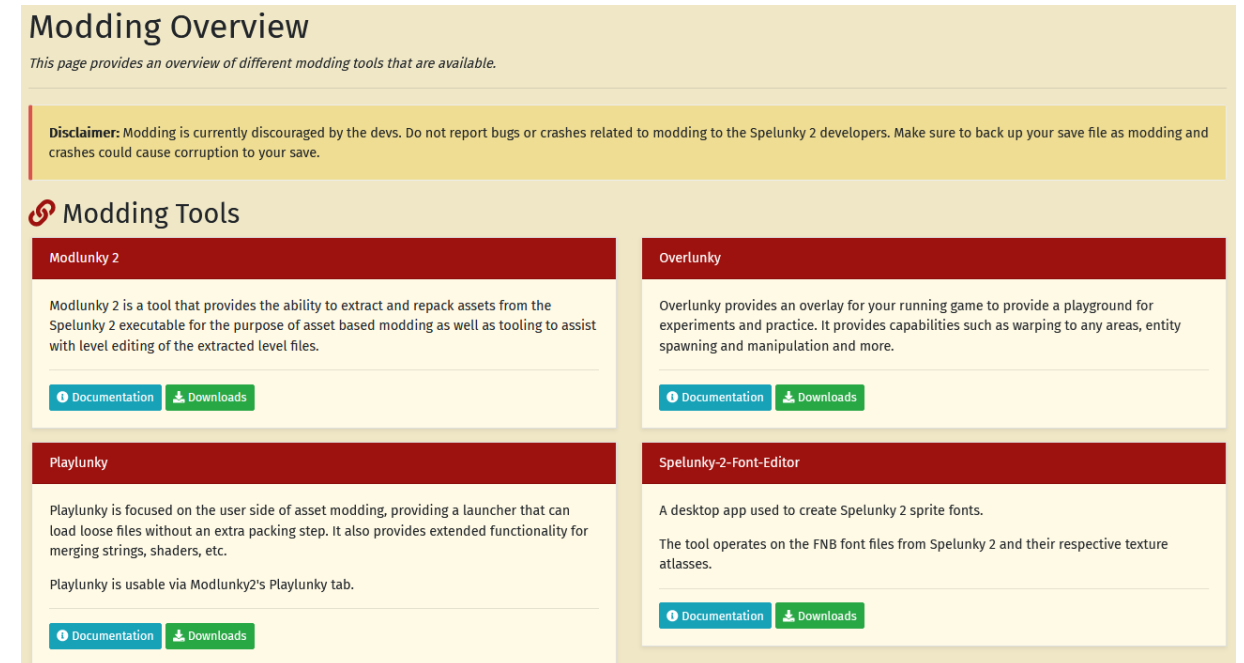 Modding Overview
This page provides an overview of different modding tools that are available.
Disclaimer: Modding is currently discouraged by the devs. Do not report bugs or crashes related to modding to the Spelunky 2 developers. Make sure to back up your save file as modding and
crashes could cause corruption to your save.
Modding Tools
Modlunky 2
Modlunky 2 is a tool that provides the ability to extract and repack assets from the
Spelunky 2 executable for the purpose of asset based modding as well as tooling to assist
with level editing of the extracted level files.
Documentation Downloads
Overlunky
Overlunky provides an overlay for your running game to provide a playground for
experiments and practice. It provides capabilities such as warping to any areas, entity
spawning and manipulation and more.
Documentation Downloads
Playlunky
Playlunky is focused on the user side of asset modding, providing a launcher that can
load loose files without an extra packing step. It also provides extended functionality for
merging strings, shaders, etc.
Playlunky is usable via Modlunky2's Playlunky tab.
Documentation Downloads
Spelunky-2-Font-Editor
A desktop app used to create Spelunky 2 sprite fonts.
The tool operates on the FNB font files from Spelunky 2 and their respective texture
atlasses.
Documentation Downloads